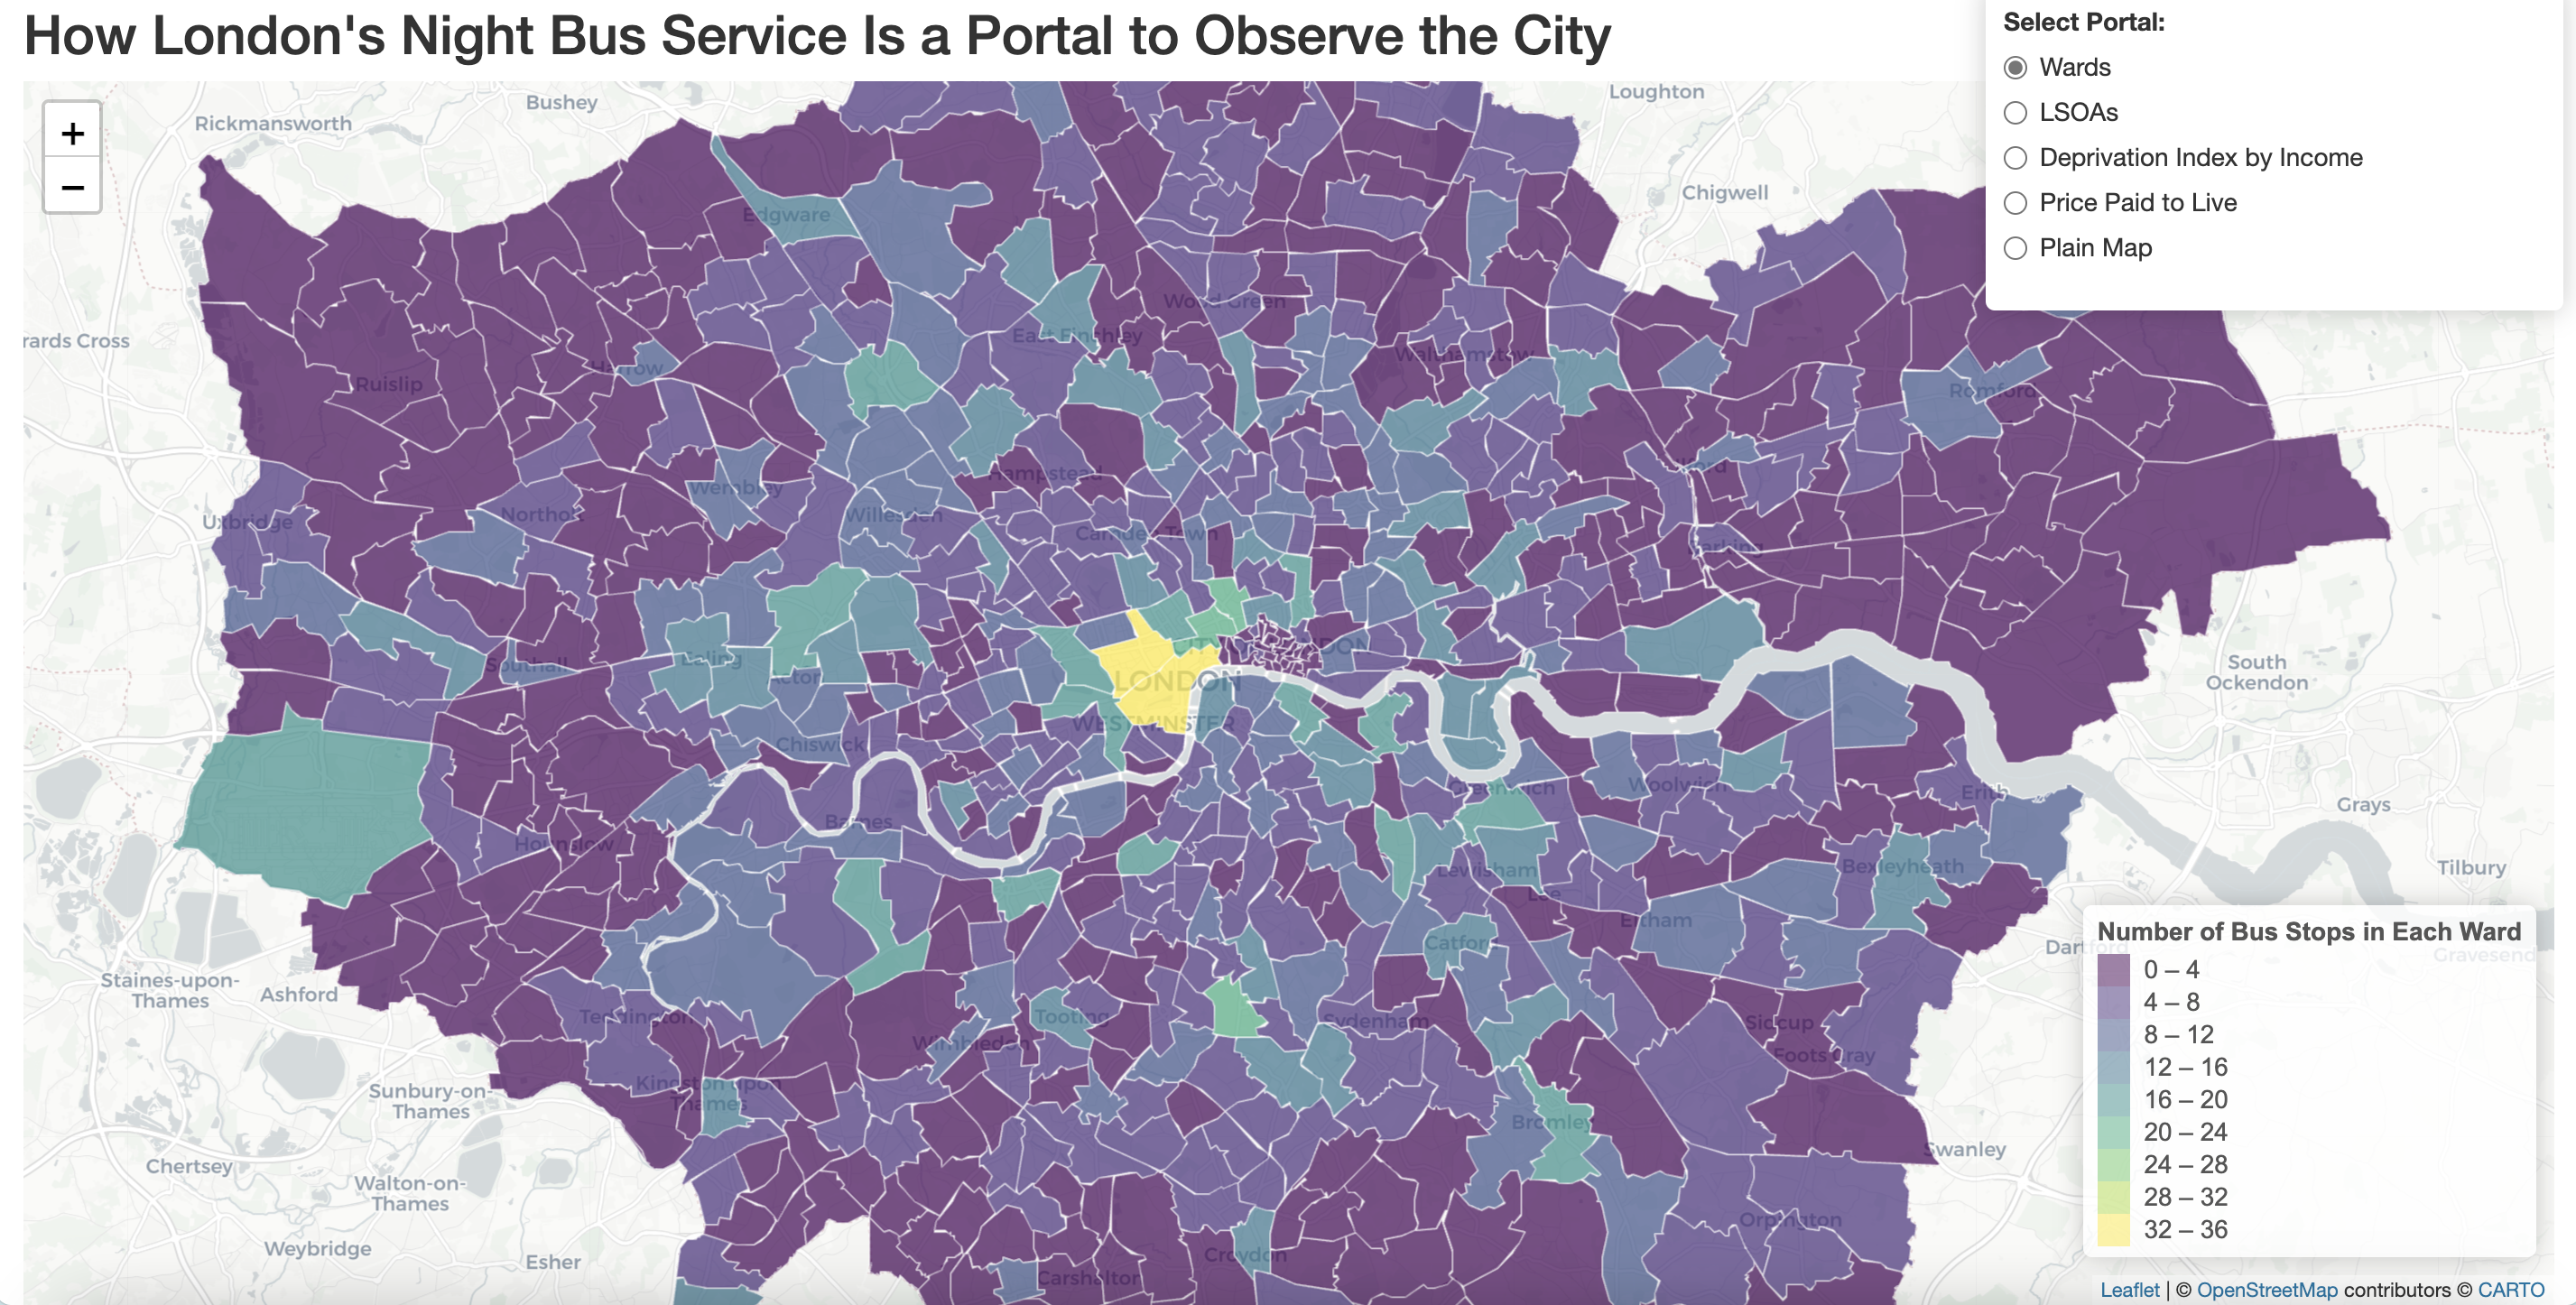 How London's Night Bus Service Is a Portal to Observe the City
Select Portal:
Wards
LSOAs
Deprivation Index by Income
Price Paid to Live
Plain Map
+
−
Bushey
Rickmansworth
Loughton
Chigwell
Edgware
Wood Green
East Finchley
rards Cross
Harrow
Walthamstow
Ruislip
Romford
Hampstead
Ilford
Wembley
Uxbridge
Northolt
Willesden
Camden Town
Barking
Southall
Ealing
Acton
CITY OF LONDON
LONDON
WESTMINSTER
South
Ockendon
Chiswick
Greenwich
Woolwich
Erith
Grays
Barnes
Hounslow
Lewisham
Bexleyheath
Tilbury
Lee
Eltham
Catford
Dartford
Gravesend
Staines-upon-
Thames
Ashford
Teddington
Tooting
Sydenham
Sidcup
Wimbledon
Foots Cray
Kingston upon
Thames
Sunbury-on-
Thames
Bromley
Swanley
Chertsey
Walton-on-
Thames
Orpington
Weybridge
Esher
Croydon
Carshalton
Number of Bus Stops in Each Ward
0 – 4
4 – 8
8 – 12
12 – 16
16 – 20
20 – 24
24 – 28
28 – 32
32 – 36
Leaflet | © OpenStreetMap contributors © CARTO